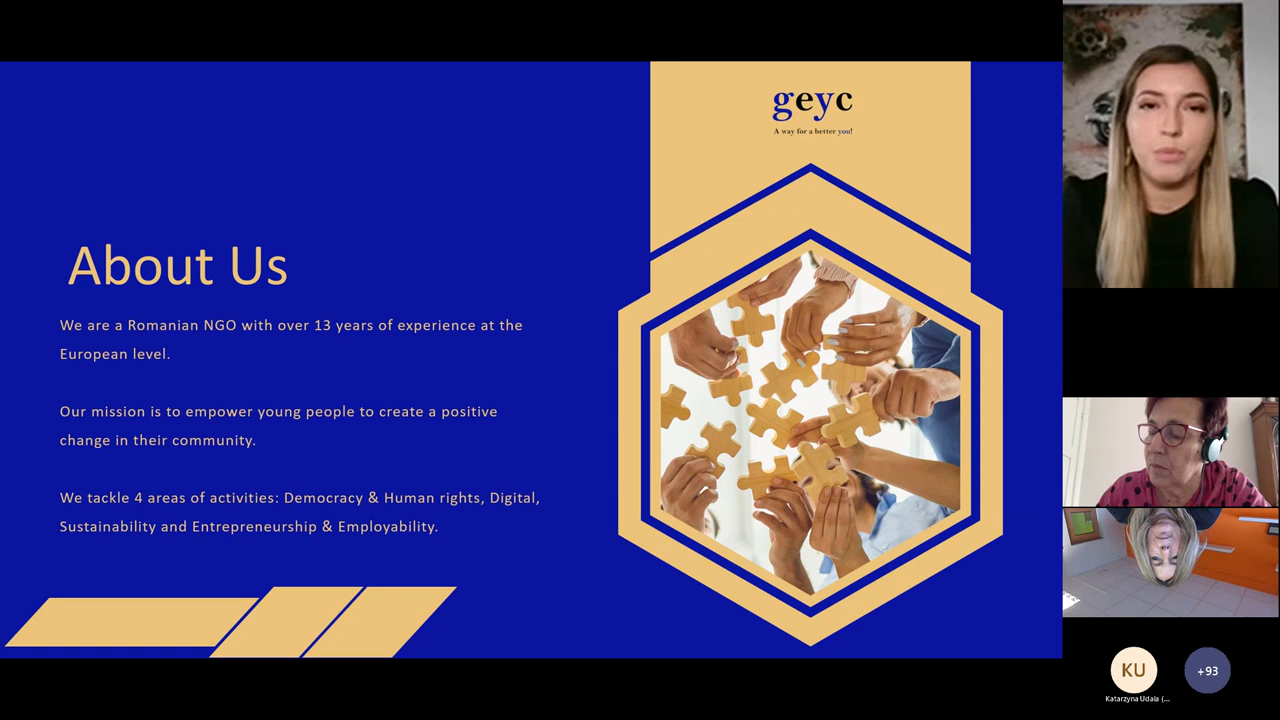 geyc
A way for a better you!
About Us
We are a Romanian NGO with over 13 years of experience at the
European level.
Our mission is to empower young people to create a positive
change in their community.
We tackle 4 areas of activities: Democracy & Human rights, Digital,
Sustainability and Entrepreneurship & Employability.
KU
+93
Katarzyna Udala (...